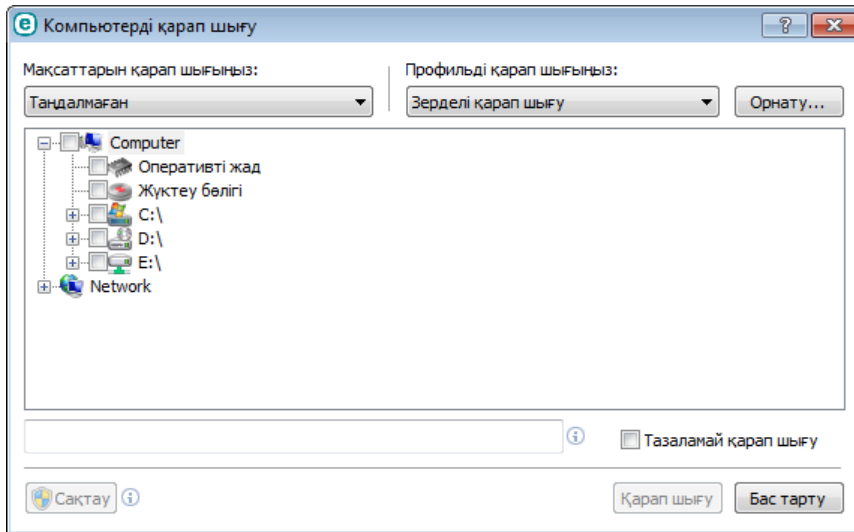 Компьютерді қарап шығу
Мақсаттарын қарап шығыңыз:
Профильді қарап шығыңыз:
Таңдалмаған
Зерделі қарап шығу
Орнату...
Computer
Оперативті жад
Жүктеу бөлігі
C:\
D:\
E:\
Network
Тазаламай қарап шығу
Сақтау
Қарап шығу
Бас тарту